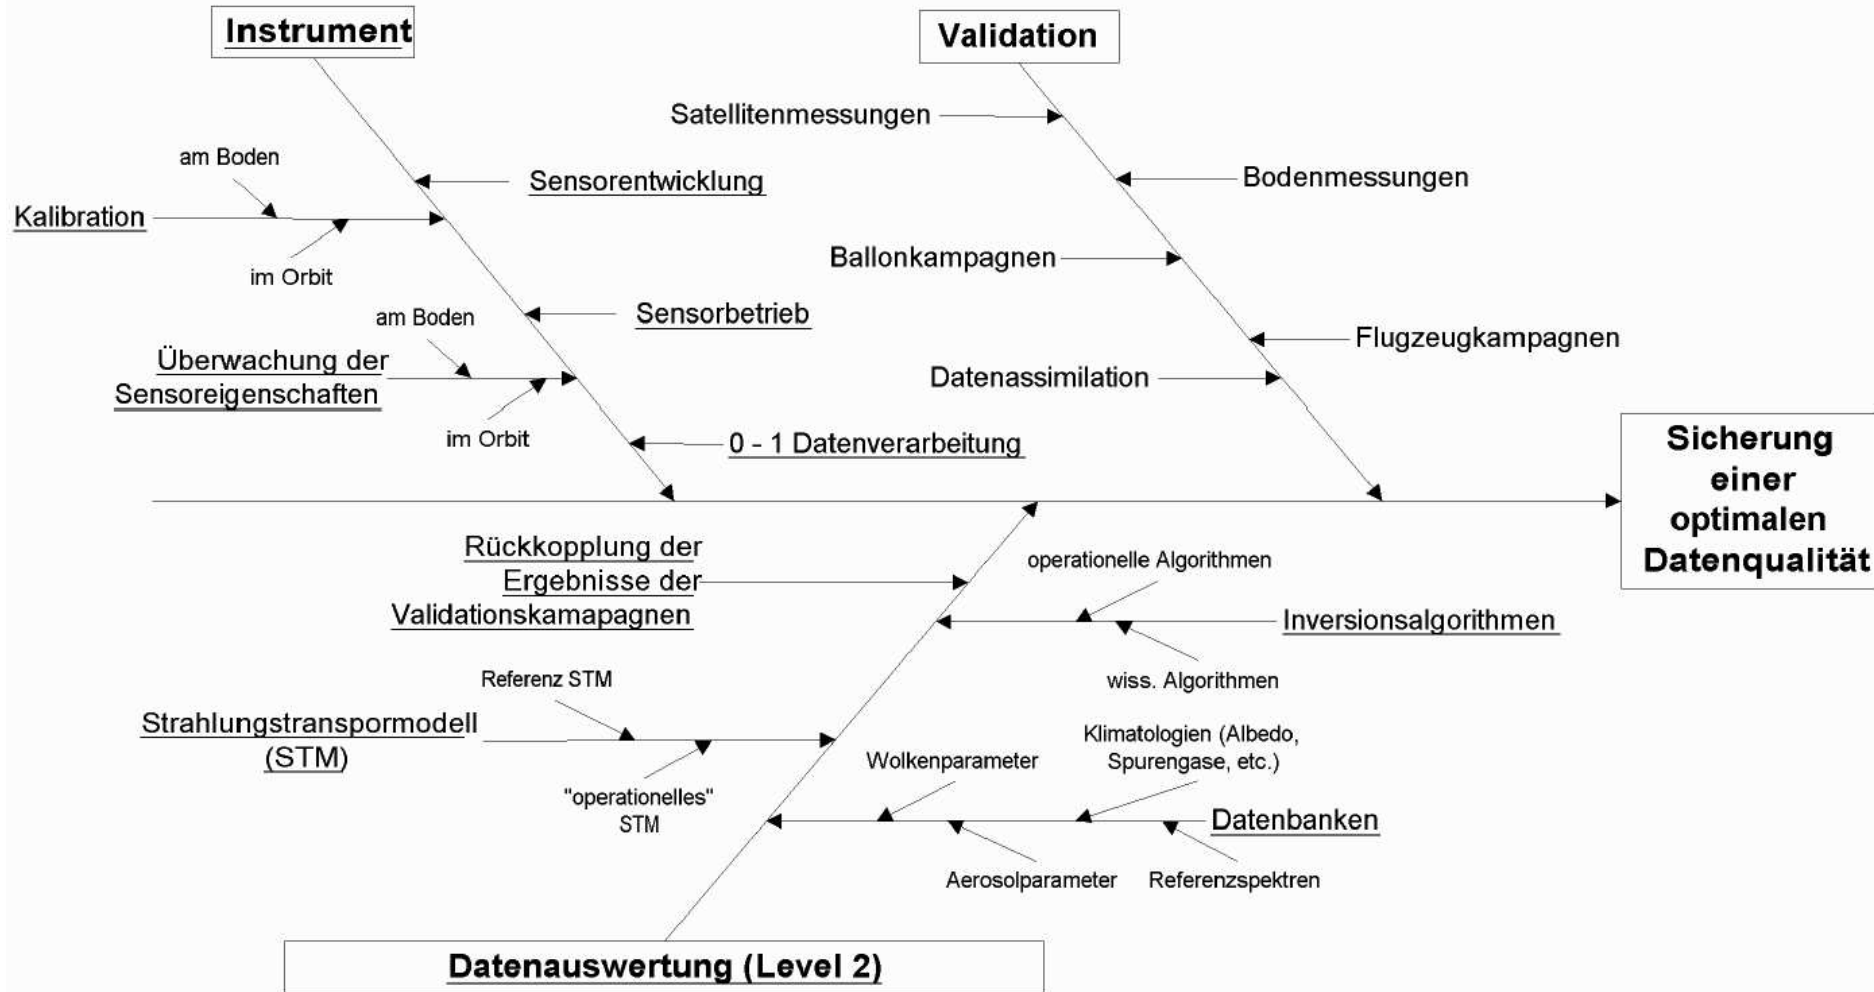 Instrument
Validation
Satellitenmessungen
am Boden
Sensorentwicklung
Bodenmessungen
Kalibration
im Orbit
Ballonkampagnen
am Boden
Sensorbetrieb
Flugzeugkampagnen
Überwachung der
Sensoreigenschaften
Datenassimilation
im Orbit
0 - 1 Datenverarbeitung
Sicherung
einer
optimalen
Datenqualität
Rückkopplung der
Ergebnisse der
Validationskamapagnen
operationelle Algorithmen
Inversionsalgorithmen
wiss. Algorithmen
Referenz STM
Strahlungstranspormodell
(STM)
"operationelles"
STM
Wolkenparameter
Klimatologien (Albedo,
Spurengase, etc.)
Datenbanken
Aerosolparameter
Referenzspektren
Datenauswertung (Level 2)